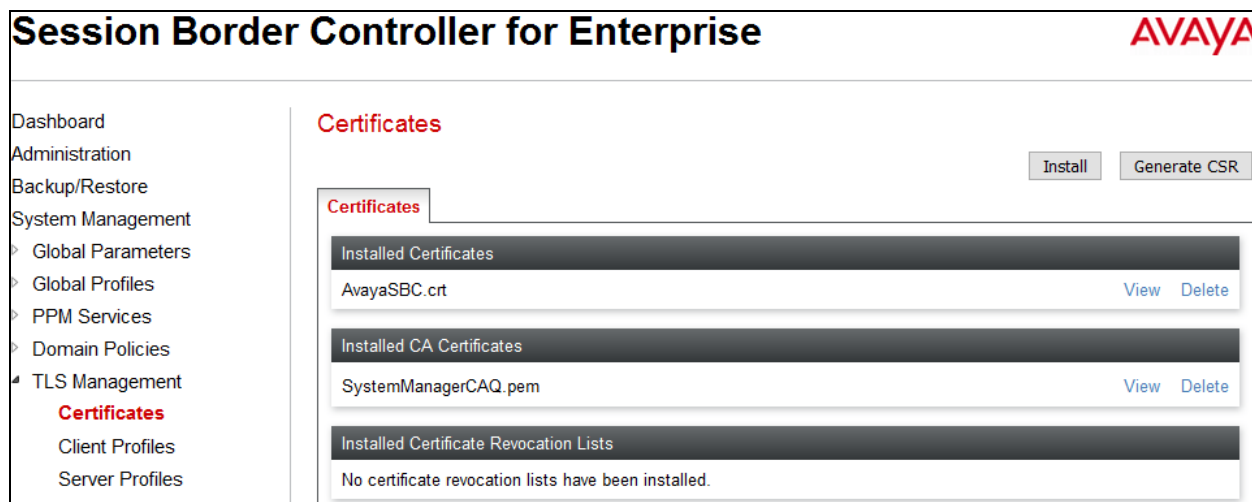 Session Border Controller for Enterprise
AVAYA
Dashboard
Administration
Backup/Restore
System Management
Global Parameters
Global Profiles
PPM Services
Domain Policies
TLS Management
Certificates
Client Profiles
Server Profiles
Certificates
Install
Generate CSR
Certificates
Installed Certificates
AvayaSBC.crt View Delete
Installed CA Certificates
SystemManagerCAQ.pem View Delete
Installed Certificate Revocation Lists
No certificate revocation lists have been installed.